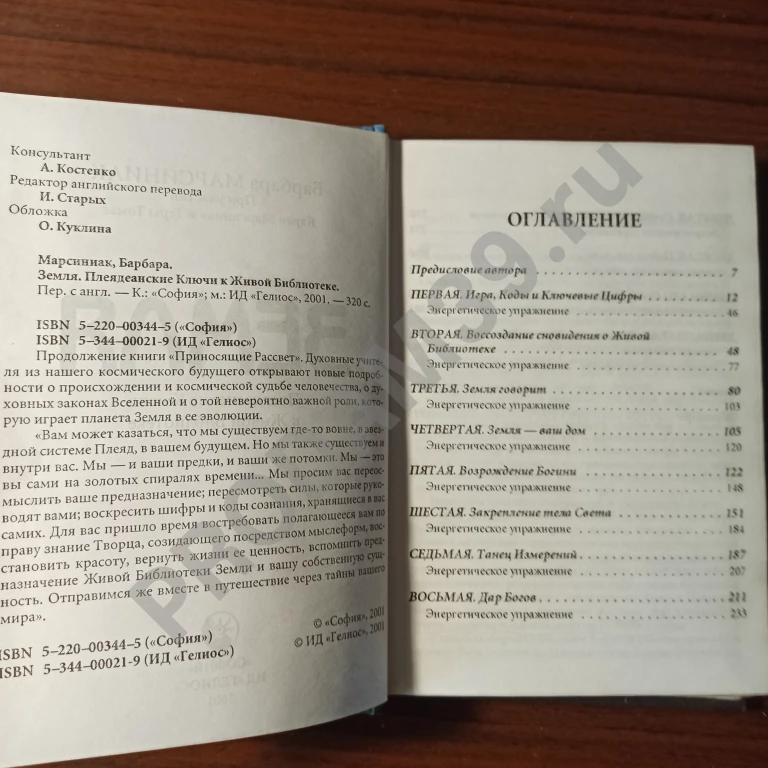 Консультант
А. Костенко
Редактор английского перевода
И. Старых
Обложка
О. Куклина
Марсиниак, Барбара.
Земля. Плеядеанские Ключи к Живой Библиотеке.
Пер. с англ. — К.: «София»; м.: ИД «Гелиос», 2001. — 320 с.
ISBN 5–220–00344–5 («София»)
ISBN 5–344–00021–9 (ИД «Гелиос»)
Продолжение книги «Приносящие Рассвет». Духовные учите-
ля из нашего космического будущего открывают новые подроб-
ности о происхождении и космической судьбе человечества, о ду-
ховных законах Вселенной и о той невероятно важной роли, кото-
рую играет планета Земля в ее эволюции.
«Вам может казаться, что мы существуем где-то вовне, в звез-
дной системе Плеяд, в вашем будущем. Но мы также существуем и
внутри вас. Мы — и ваши предки, и ваши же потомки. Мы — это
вы сами на золотых спиралях времени... Мы просим вас переос-
мыслить ваше предназначение; пересмотреть силы, которые руко-
водят вами; воскресить шифры и коды сознания, хранящиеся в вас
самих. Для вас пришло время востребовать полагающееся вам по
праву знание Творца, созидающего посредством мыслеформ, вос-
становить красоту, вернуть жизни ее ценность, вспомнить пред-
назначение Живой Библиотеки Земли и вашу собственную сущ-
ность. Отправимся же вместе в путешествие через тайны вашего
мира».
© «София», 2001
© ИД «Гелиос», 2001
ISBN 5–220–00344–5 («София»)
ISBN 5–344–00021-9 (ИД «Гелиос»)
ОГЛАВЛЕНИЕ
Предисловие автора 7
ПЕРВАЯ. Игра, Коды и Ключевые Цифры 12
Энергетическое упражнение 46
ВТОРАЯ. Воссоздание сновидения о Живой
Библиотеке 48
Энергетическое упражнение 77
ТРЕТЬЯ. Земля говорит 80
Энергетическое упражнение 103
ЧЕТВЕРТАЯ. Земля — ваш дом 105
Энергетическое упражнение 120
ПЯТАЯ. Возрождение Богини 122
Энергетическое упражнение 148
ШЕСТАЯ. Закрепление тела Света 151
Энергетическое упражнение 184
СЕДЬМАЯ. Танец Измерений 187
Энергетическое упражнение 207
ВОСЬМАЯ. Дар Богов 211
Энергетическое упражнение 233